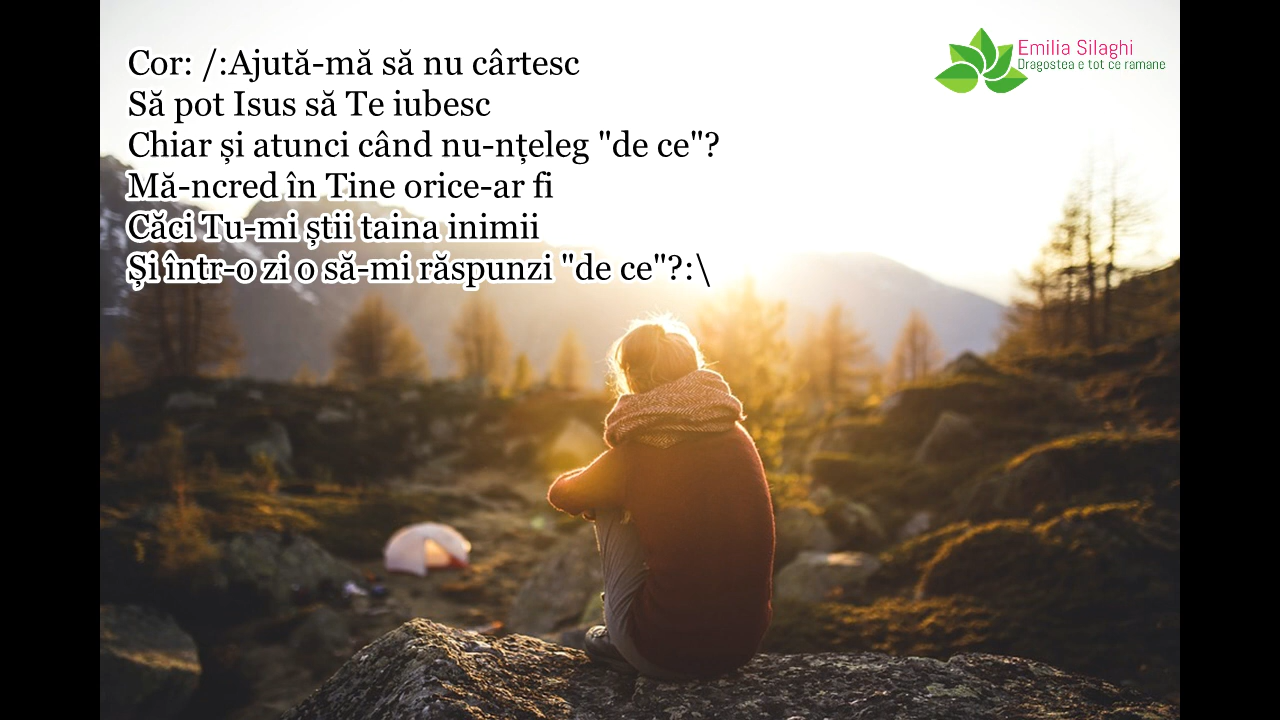 Cor: /:Ajută-mă să nu cârtesc
Să pot Isus să Te iubesc
Chiar și atunci când nu-nțeleg "de ce"?
Mă-ncred în Tine orice-ar fi
Căci Tu-mi știi taina inimii
Și într-o zi o să-mi răspunzi "de ce"?:\
Emilia Silaghi
Dragostea e tot ce ramane